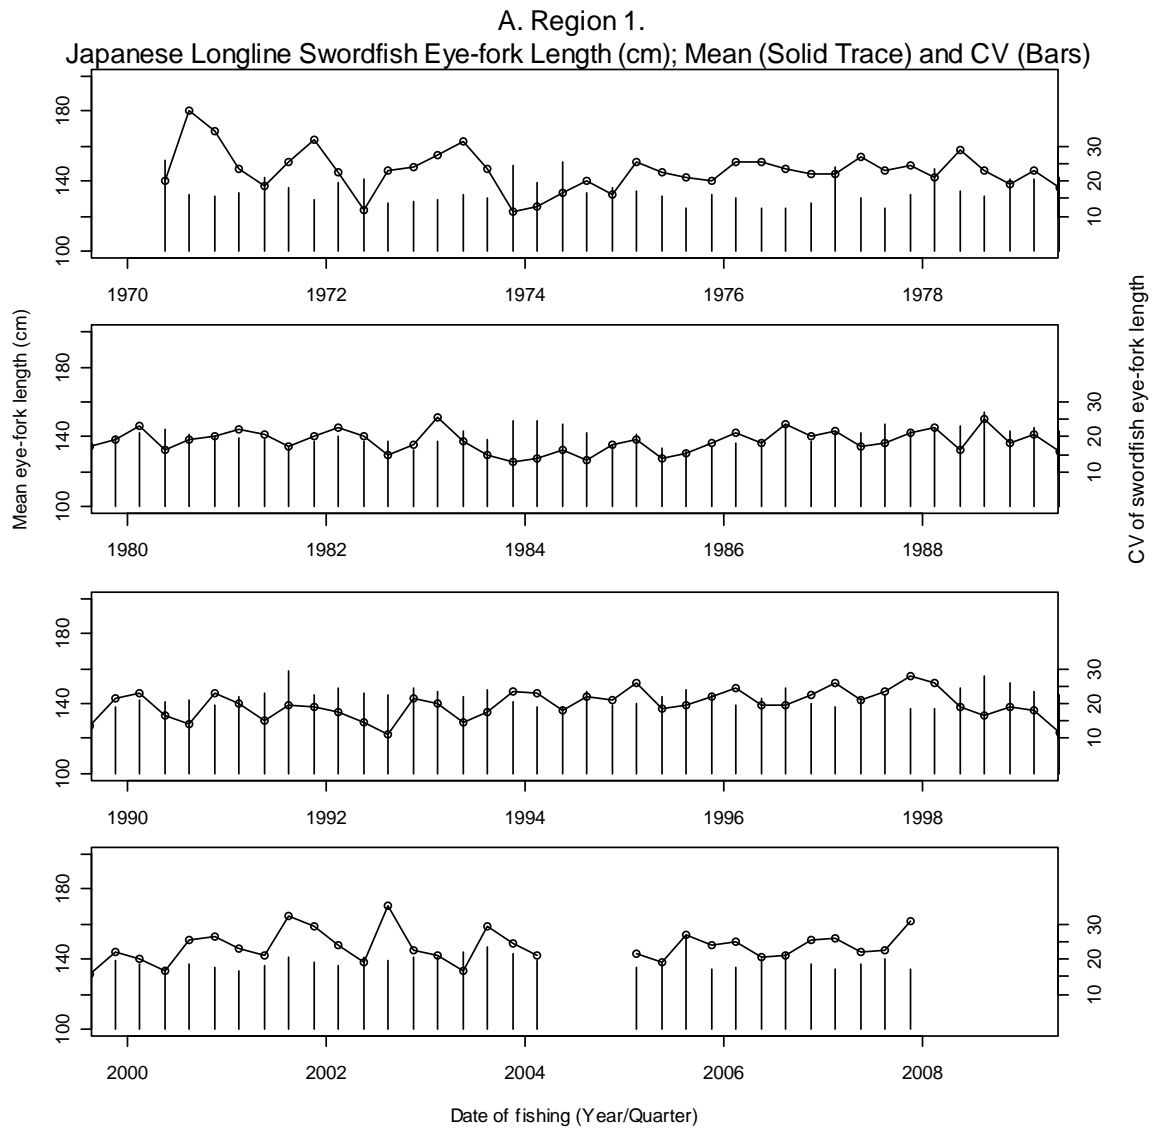 A. Region 1.
Japanese Longline Swordfish Eye-fork Length (cm); Mean (Solid Trace) and CV (Bars)
180
140
100
30
20
10
1970 1972 1974 1976 1978
Mean eye-fork length (cm)
CV of swordfish eye-fork length
180
140
100
30
20
10
1980 1982 1984 1986 1988
180
140
100
30
20
10
1990 1992 1994 1996 1998
180
140
100
30
20
10
2000 2002 2004 2006 2008
Date of fishing (Year/Quarter)